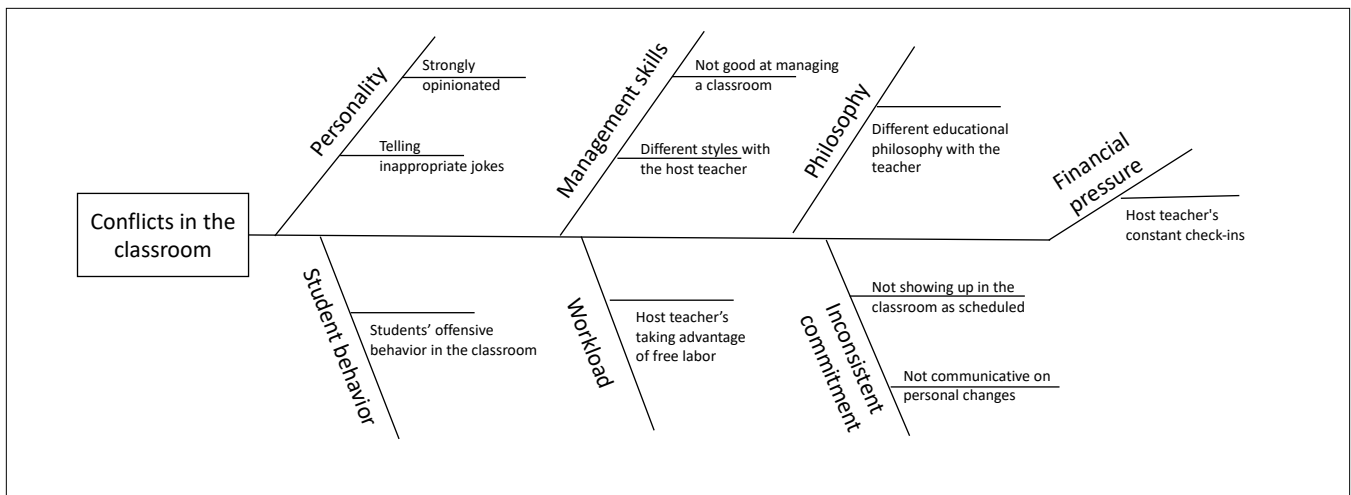 Conflicts in the
classroom
Personality
Strongly
opinionated
Telling
inappropriate jokes
Management skills
Not good at managing
a classroom
Different styles with
the host teacher
Philosophy
Different educational
philosophy with the
teacher
Financial
pressure
Host teacher's
constant check-ins
Student behavior
Students’ offensive
behavior in the classroom
Workload
Host teacher’s
taking advantage
of free labor
Inconsistent
commitment
Not showing up in the
classroom as scheduled
Not communicative on
personal changes